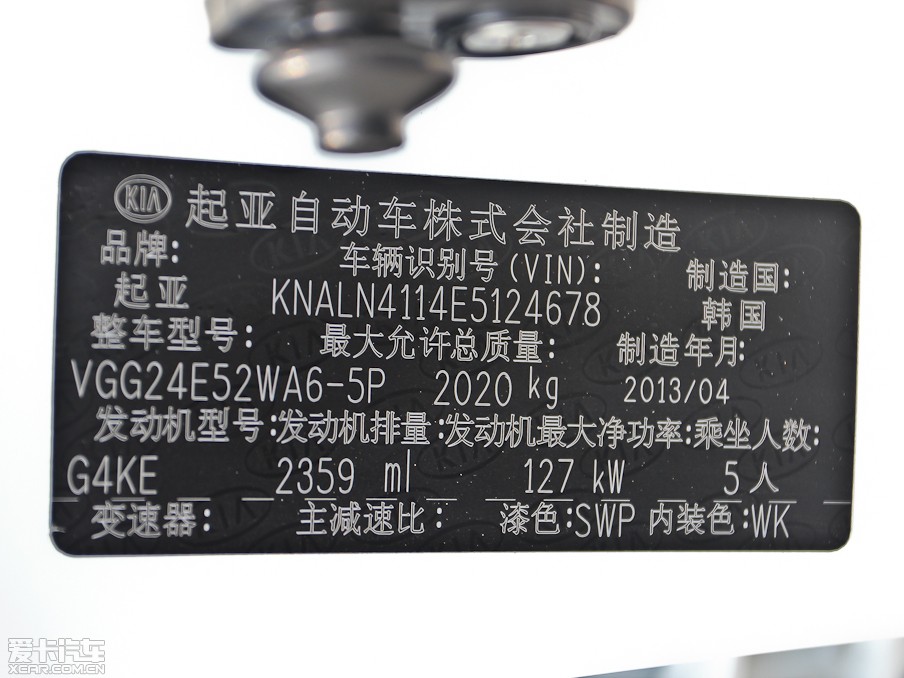 KIA 起亚自动车株式会社制造
品牌: 车辆识别号(VIN): 制造国:
起亚 KNALN4114E5124678 韩国
整车型号: 最大允许总质量: 制造年月:
VGG24E52WA6-5P 2020 kg 2013/04
发动机型号:发动机排量:发动机最大净功率:乘坐人数:
G4KE 2359 ml 127 kW 5人
变速器: 主减速比: 漆色:SWP 内装色:WK
爱卡汽车
XCAR.COM.CN